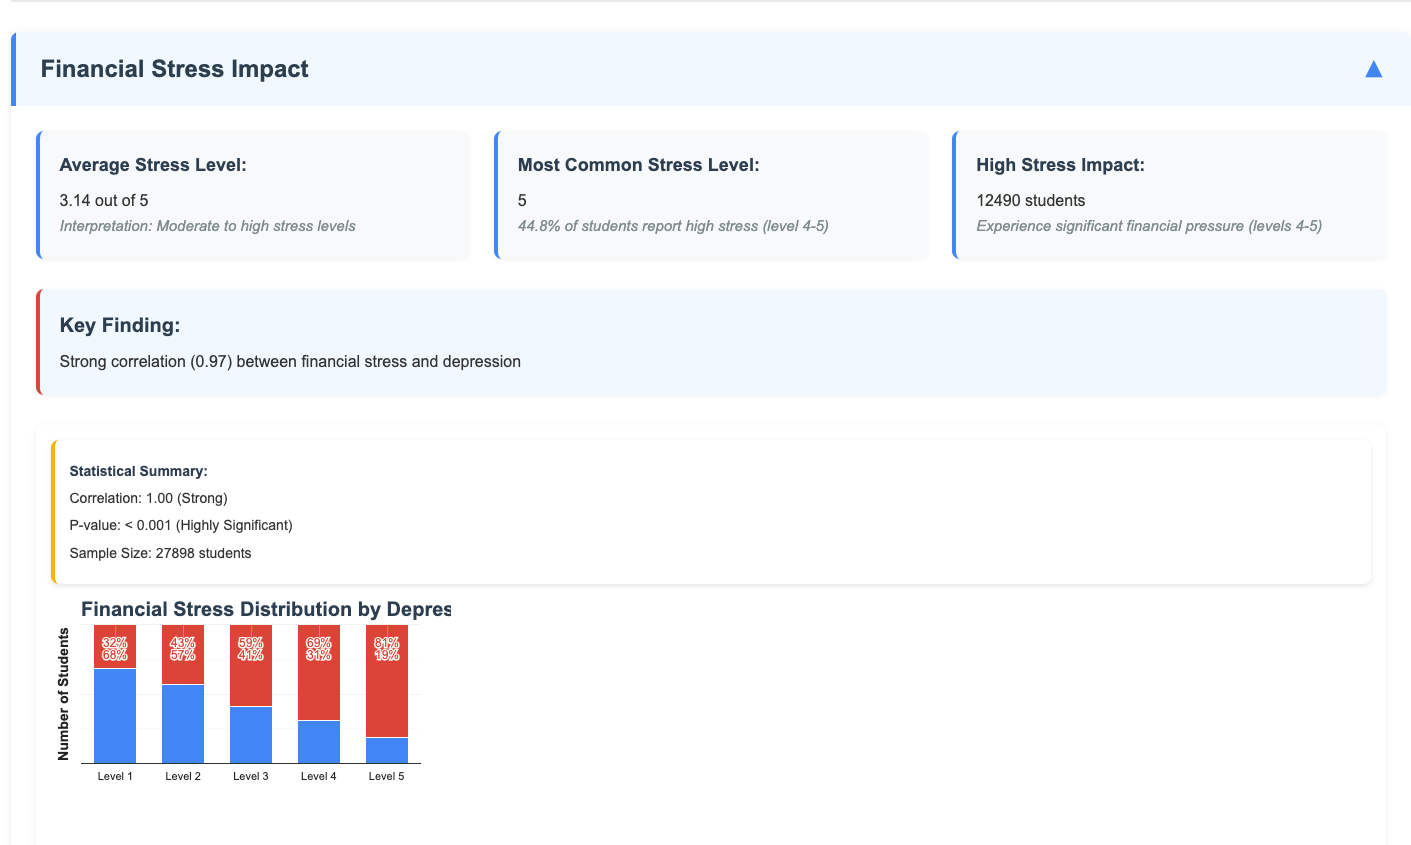 Financial Stress Impact
Average Stress Level:
3.14 out of 5
Interpretation: Moderate to high stress levels
Most Common Stress Level:
5
44.8% of students report high stress (level 4-5)
High Stress Impact:
12490 students
Experience significant financial pressure (levels 4-5)
Key Finding:
Strong correlation (0.97) between financial stress and depression
Statistical Summary:
Correlation: 1.00 (Strong)
P-value: < 0.001 (Highly Significant)
Sample Size: 27898 students
Financial Stress Distribution by Depres
Number of Students
32% 43% 59% 69% 81%
68% 57% 41% 31% 19%
Level 1 Level 2 Level 3 Level 4 Level 5